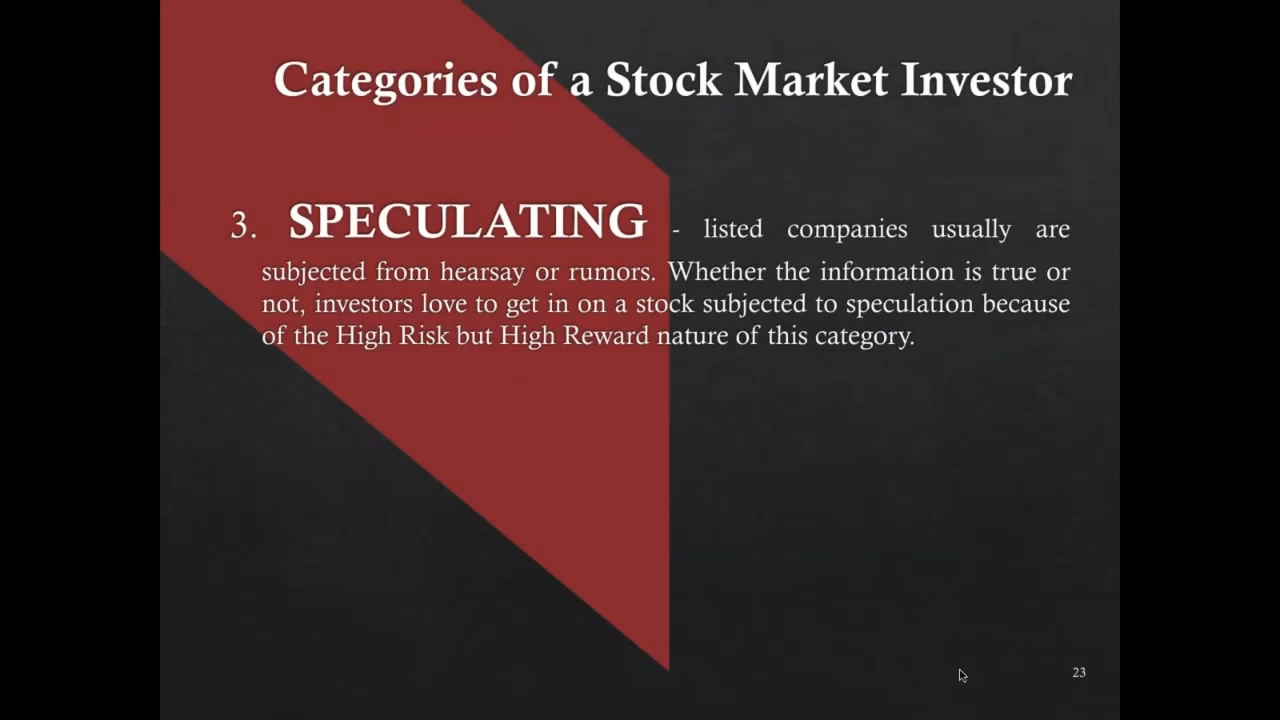 Categories of a Stock Market Investor
3. SPECULATING - listed companies usually are
subjected from hearsay or rumors. Whether the information is true or
not, investors love to get in on a stock subjected to speculation because
of the High Risk but High Reward nature of this category.
23